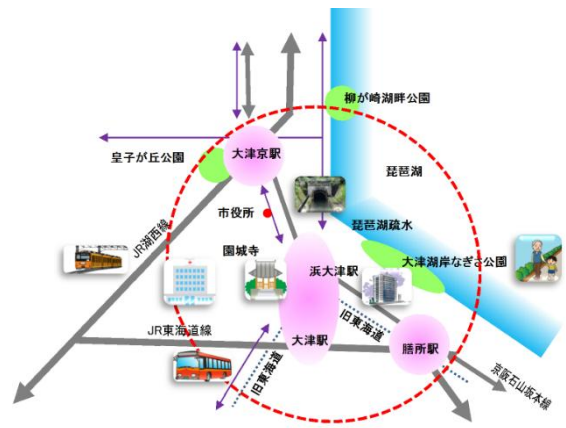 柳が崎湖畔公園
皇子が丘公園
大津京駅
琵琶湖
市役所
琵琶湖疏水
JR湖西線
園城寺
大津湖岸なぎさ公園
浜大津駅
旧東海道
JR東海道線
大津駅
膳所駅
旧東海道
京阪石山坂本線